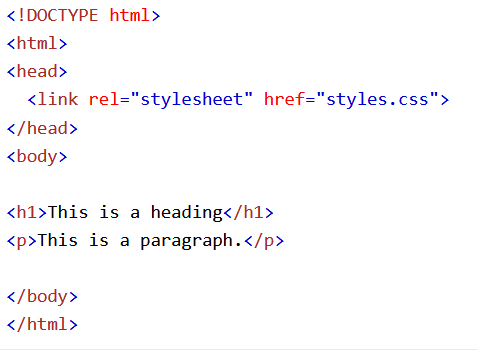 <!DOCTYPE html>
<html>
<head>
  <link rel="stylesheet" href="styles.css">
</head>
<body>

<h1>This is a heading</h1>
<p>This is a paragraph.</p>

</body>
</html>